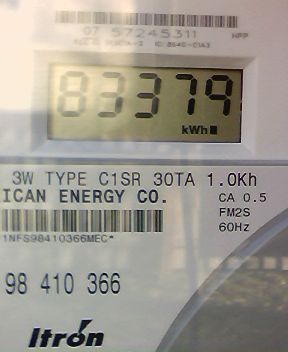 07 57245311 HPP
83379
kWh
3W TYPE C1SR 30TA 1.0Kh
ICAN ENERGY CO. CA 0.5
FM2S
60Hz
1NFS98410366MEC*
98 410 366
Itron